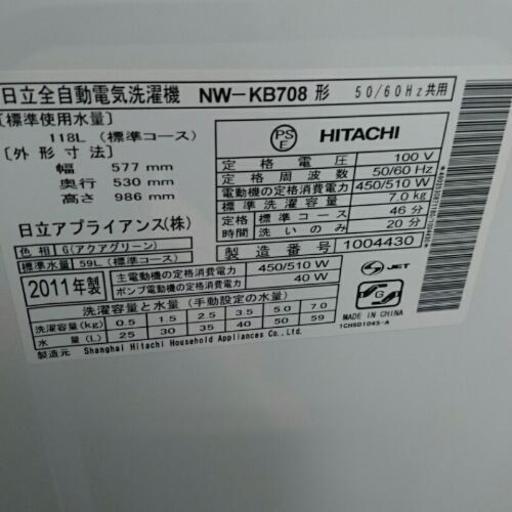 日立全自動電気洗濯機 NW-KB708 形 50/60Hz共用
[標準使用水量]
118L (標準コース)
[外形寸法]
幅 577 mm
奥行 530 mm
高さ 986 mm
日立アプライアンス(株)
色相 G(アクアグリーン)
標準水量 59L (標準コース)
PS
E
HITACHI
定格電圧 100 V
定格周波数 50/60 Hz
電動機の定格消費電力 450/510 W
標準洗濯容量 7.0kg
定格 標準コース 46分
時間 洗いのみ 20分
製造番号 1004430
2011年製
主電動機の定格消費電力 450/510 W
ポンプ電動機の定格消費電力 40 W
JET
洗濯容量と水量 (手動設定の水量)
洗濯容量(kg) 0.5 1.5 2.5 3.5 5.0 7.0
水量(L) 25 30 35 40 50 59
製造元 Shanghai Hitachi Household Appliances Co.,Ltd.
G
MADE IN CHINA